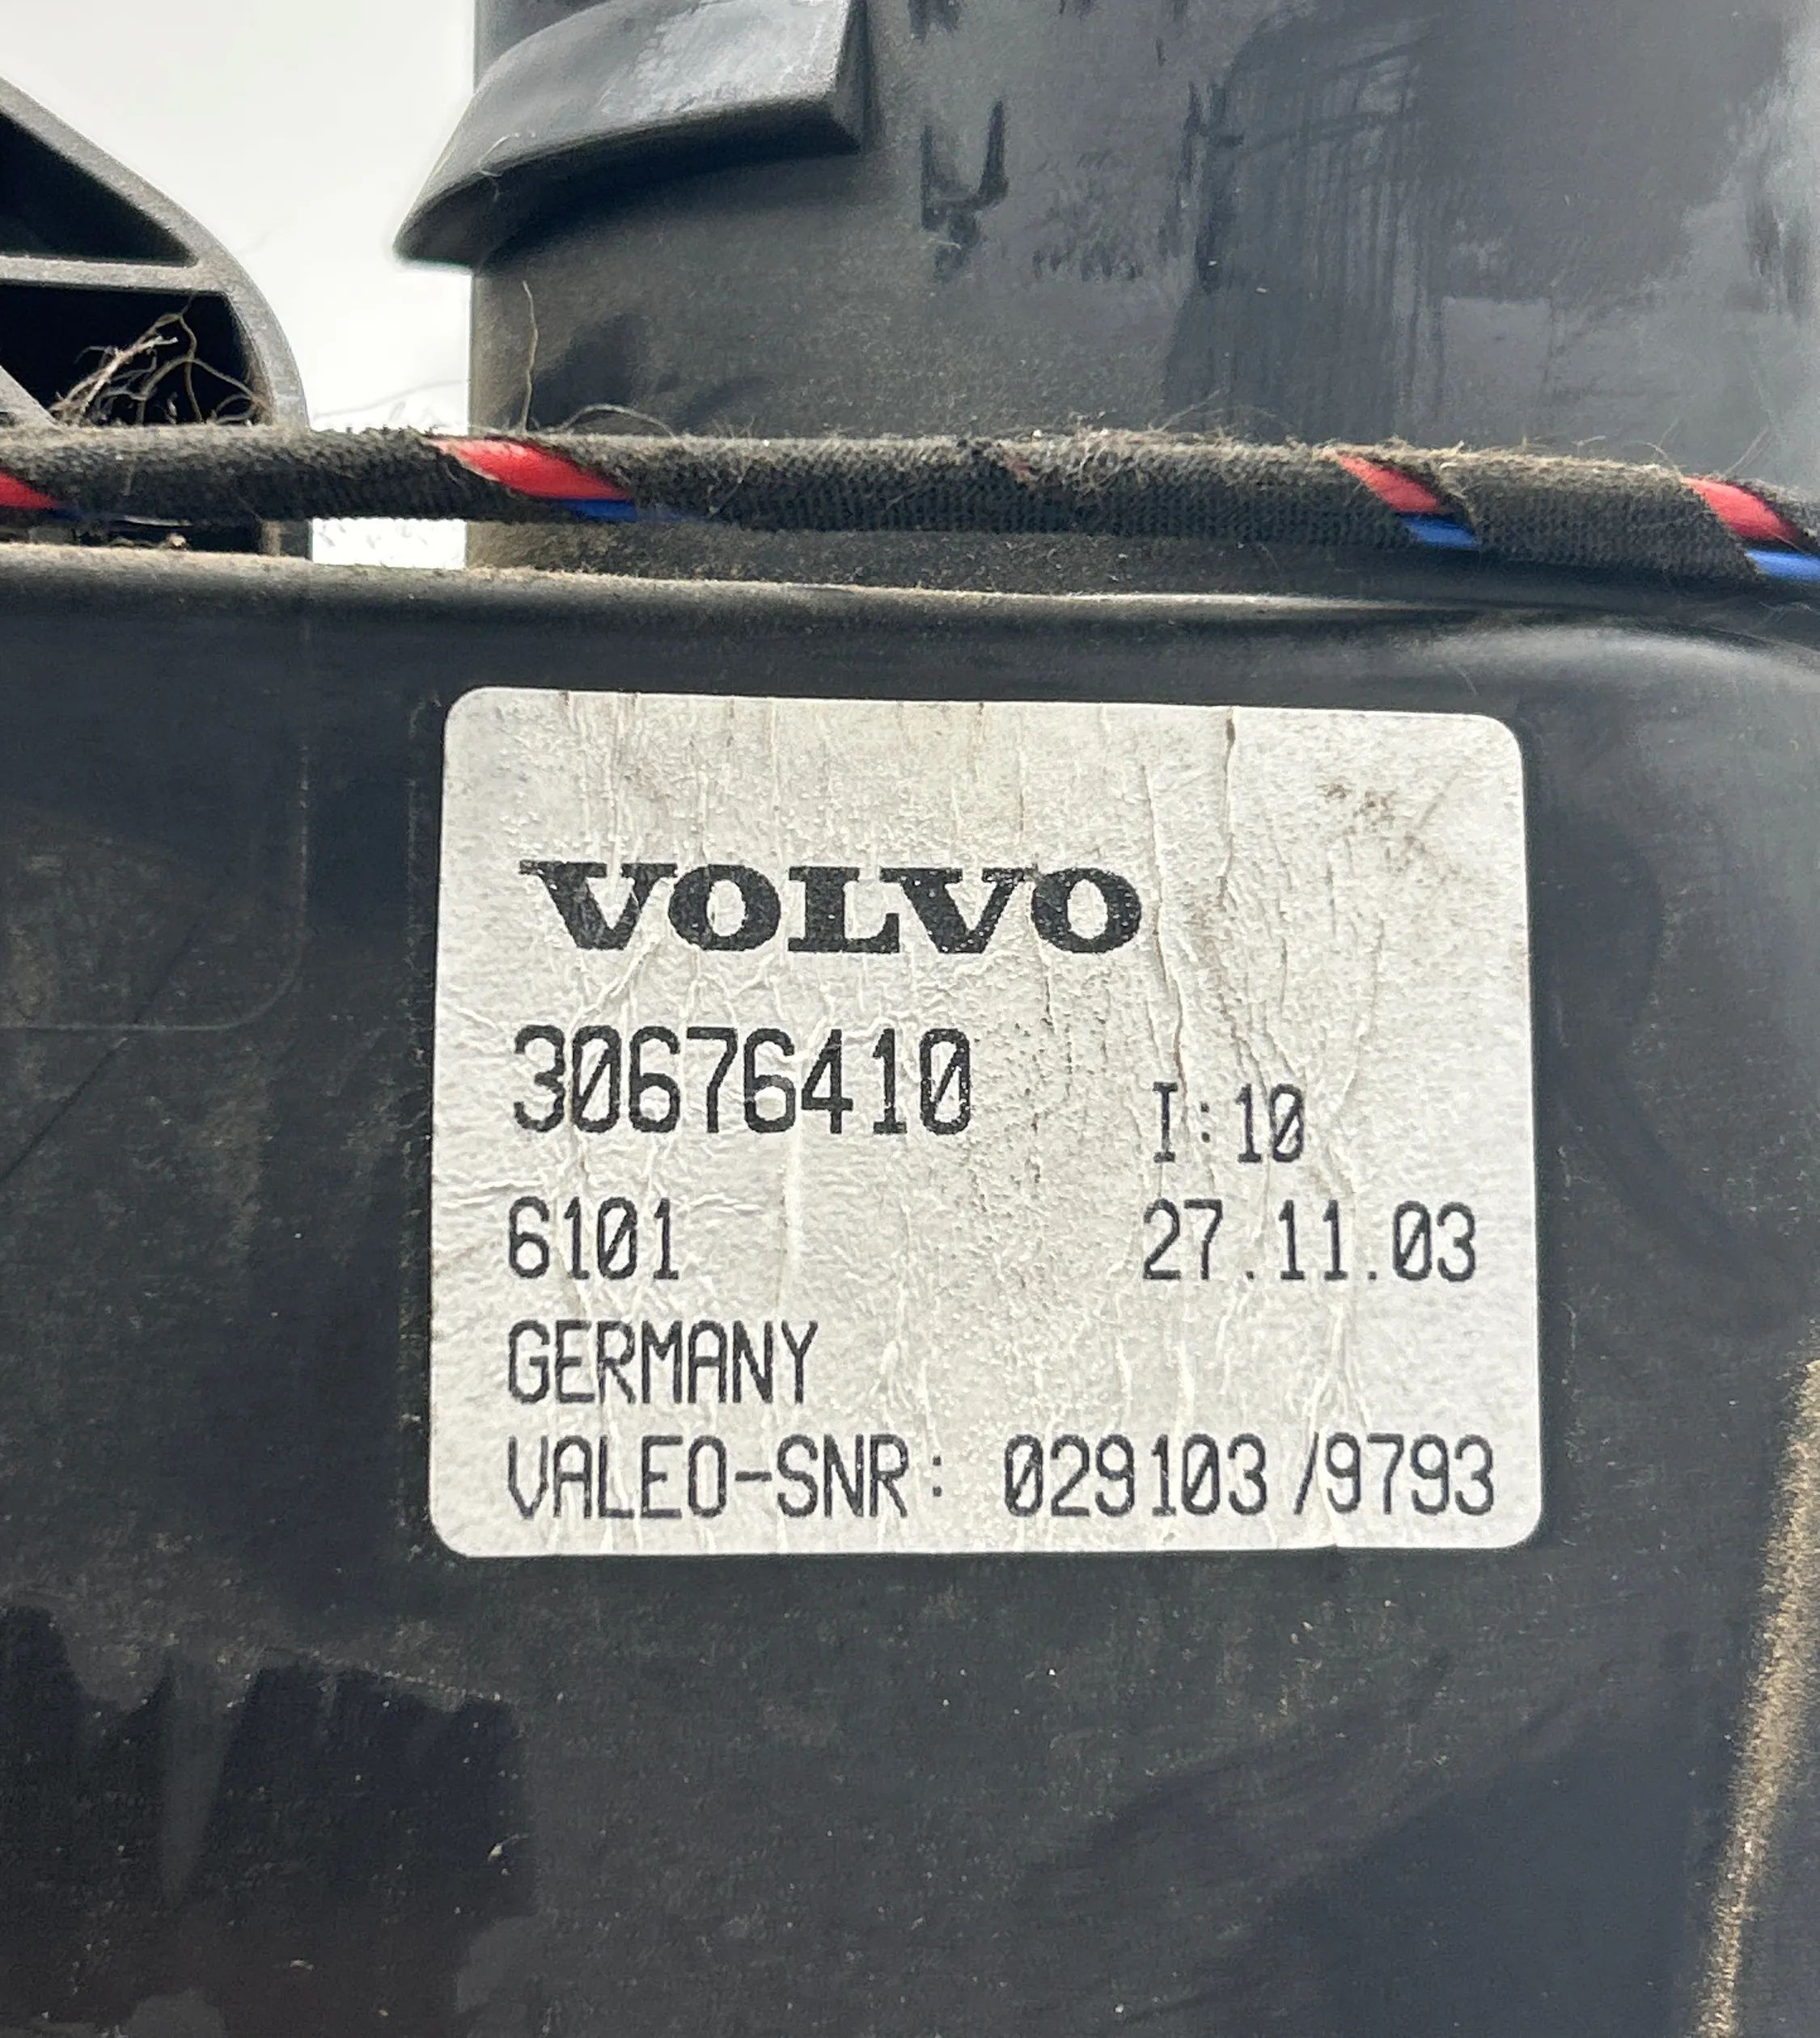 VOLVO
30676410 I:10
6101 27.11.03
GERMANY
VALEO-SNR: 029103/9793